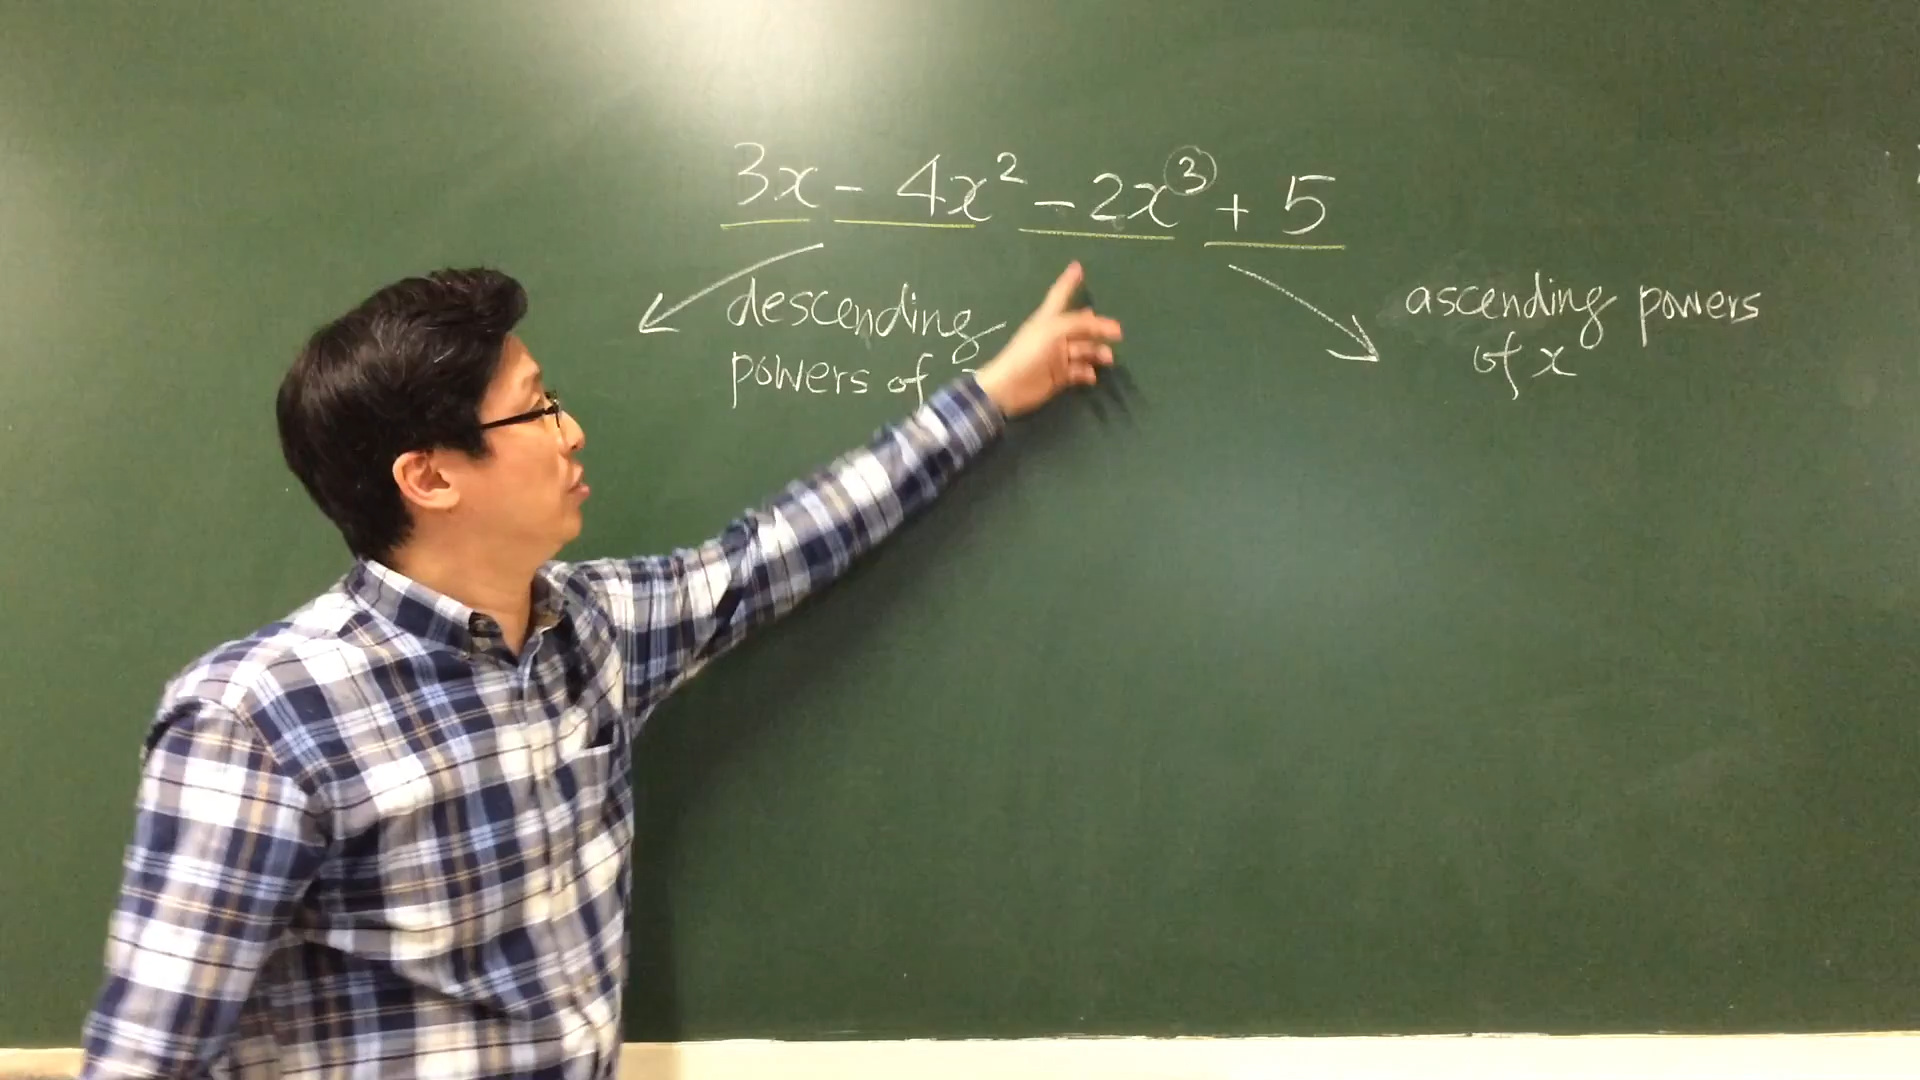 3x - 4x² - 2x³ + 5
descending
powers of
ascending powers
of x